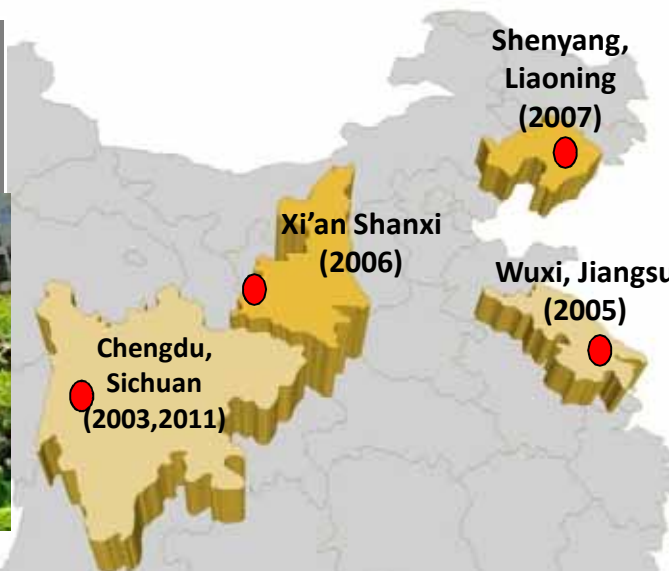 Shenyang,
Liaoning
(2007)
Xi'an Shanxi
(2006)
Wuxi, Jiangsu
(2005)
Chengdu,
Sichuan
(2003,2011)